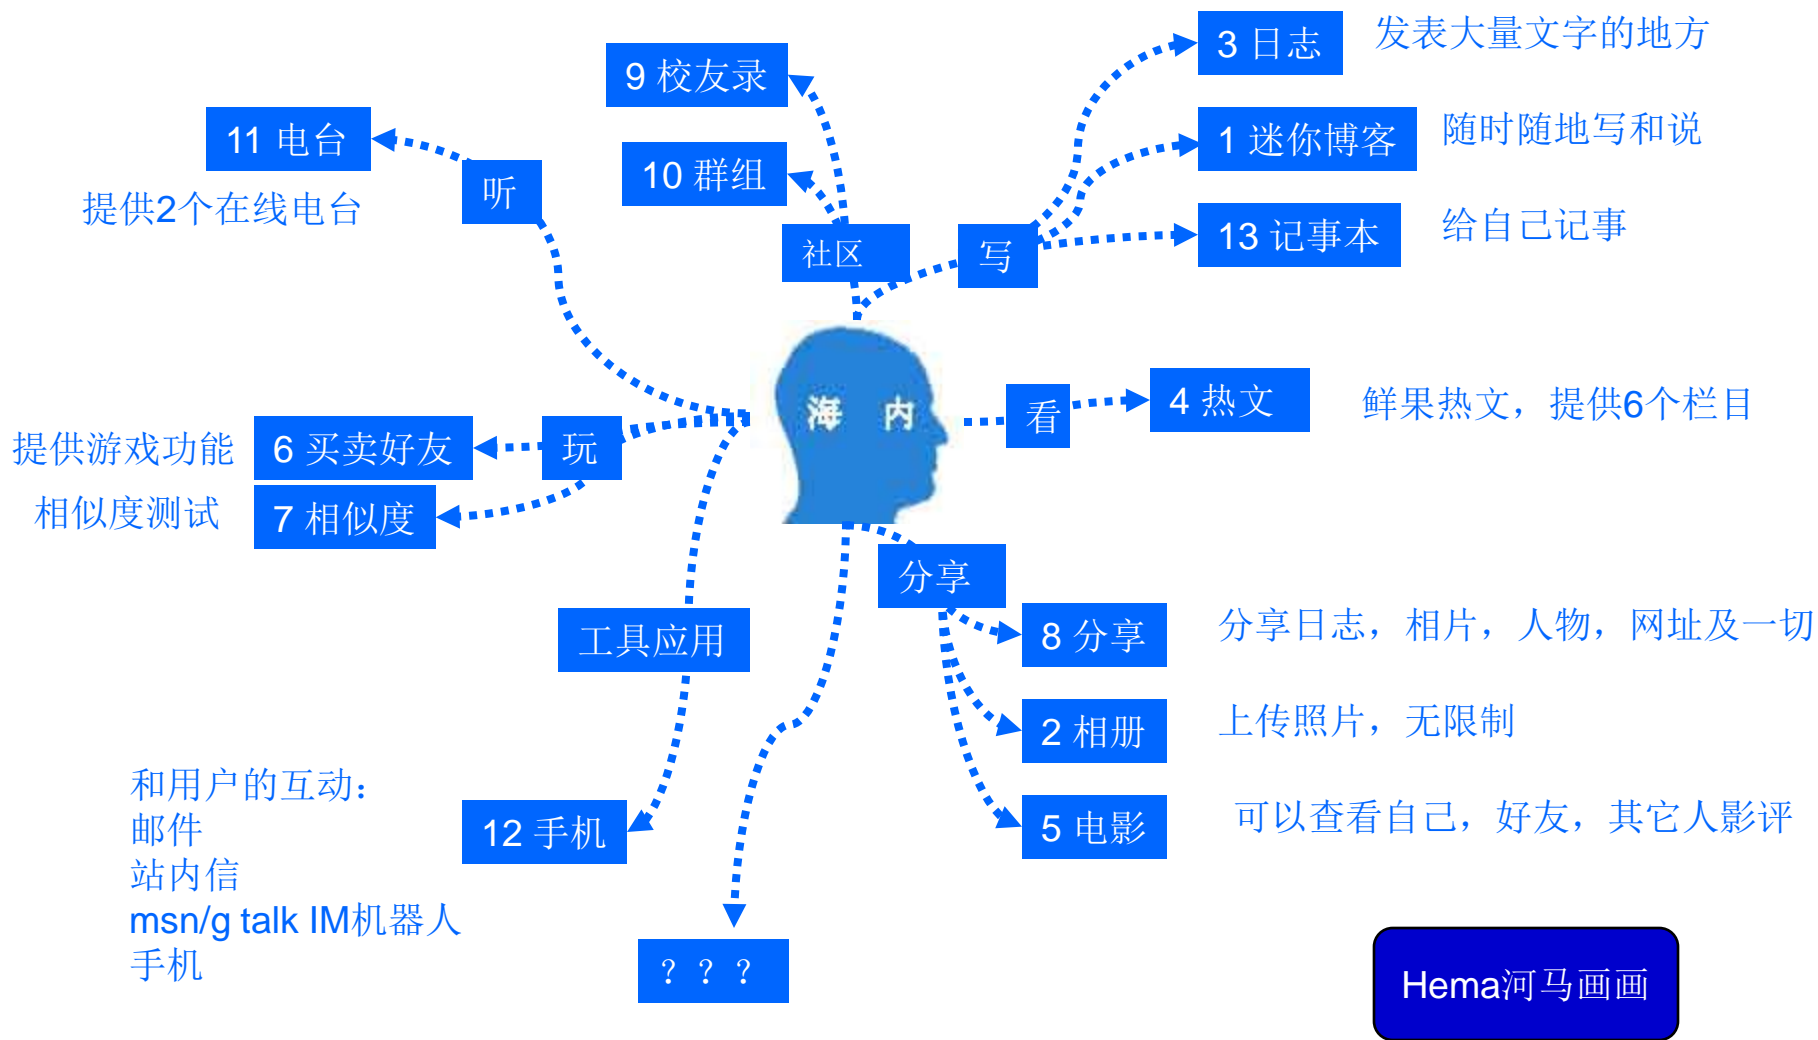 3 日志
发表大量文字的地方
9 校友录
11 电台
1 迷你博客
随时随地写和说
10 群组
听
提供2个在线电台
社区
写
13 记事本
给自己记事
海 内
看
4 热文
鲜果热文，提供6个栏目
提供游戏功能
6 买卖好友
玩
相似度测试
7 相似度
分享
工具应用
8 分享
分享日志，相片，人物，网址及一切
2 相册
上传照片，无限制
和用户的互动：
邮件
站内信
msn/g talk IM机器人
手机
12 手机
5 电影
可以查看自己，好友，其它人影评
？？？
Hema河马画画